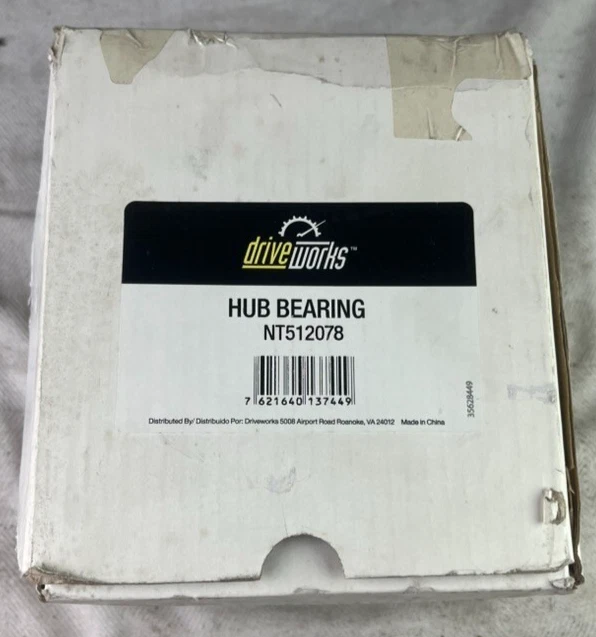 driveworks™
HUB BEARING
NT512078
7 621640 137449
Distributed By/ Distribuido Por: Driveworks 5008 Airport Road Roanoke, VA 24012 Made in China
35628449